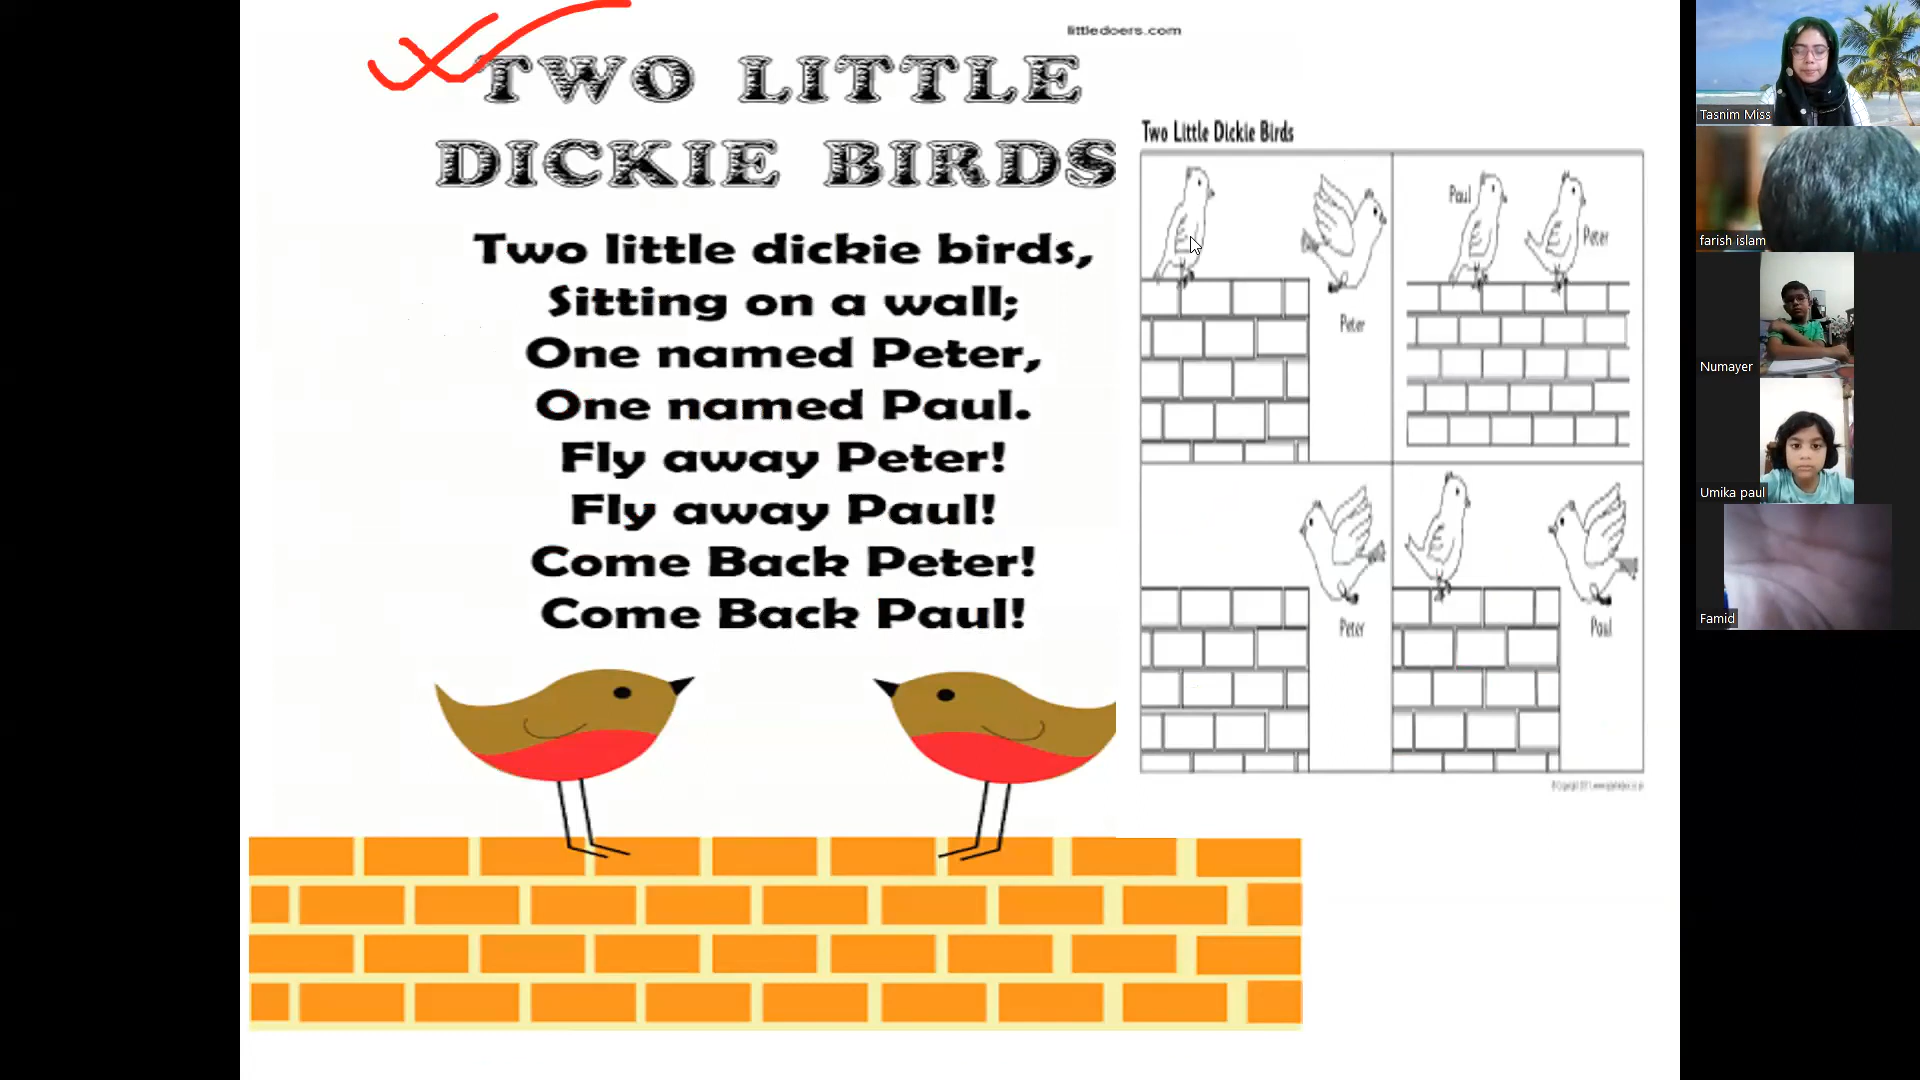 littledoers.com
TWO LITTLE
DICKIE BIRDS
Two little dickie birds,
Sitting on a wall;
One named Peter,
One named Paul.
Fly away Peter!
Fly away Paul!
Come Back Peter!
Come Back Paul!
Two Little Dickie Birds
Peter
Paul
Peter
Peter
Paul
Tasnim Miss
farish islam
Numayer
Umika paul
Famid